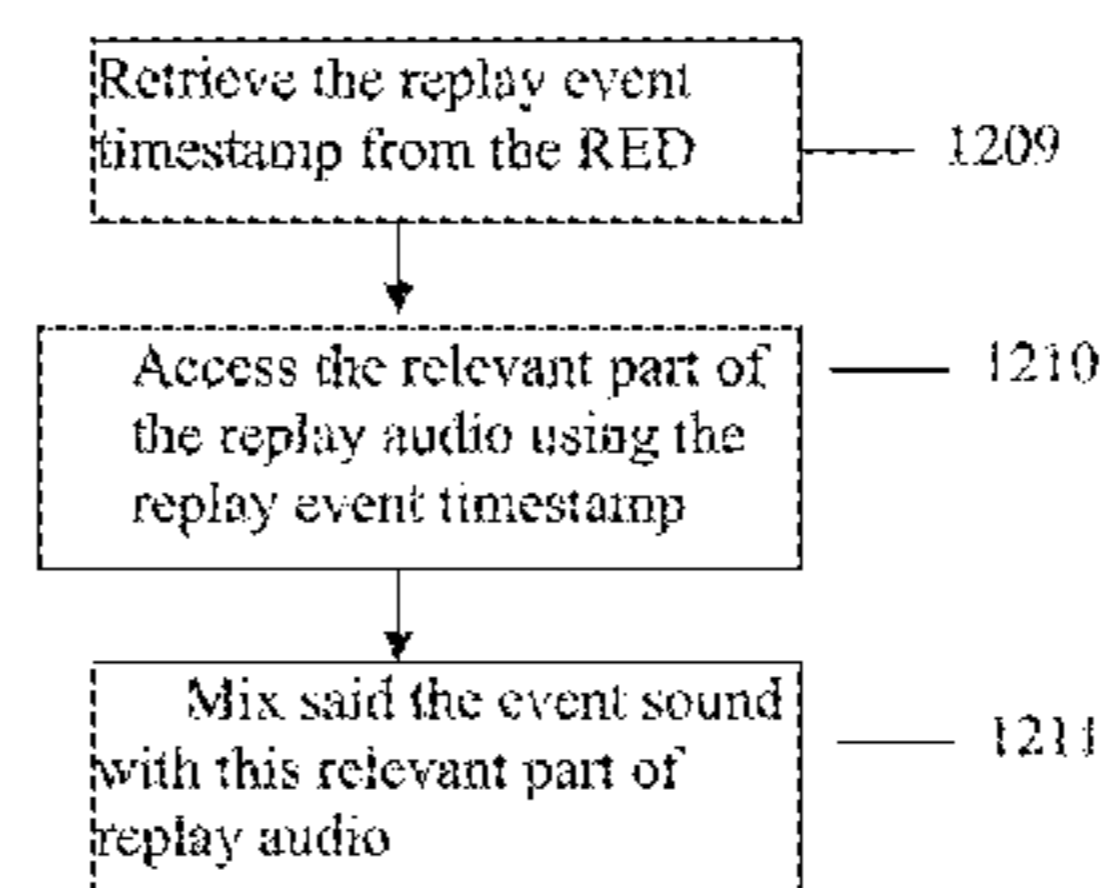 Retrieve the replay event
timestamp from the RED
1209
Access the relevant part of
the replay audio using the
replay event timestamp
1210
Mix said the event sound
with this relevant part of
replay audio
1211